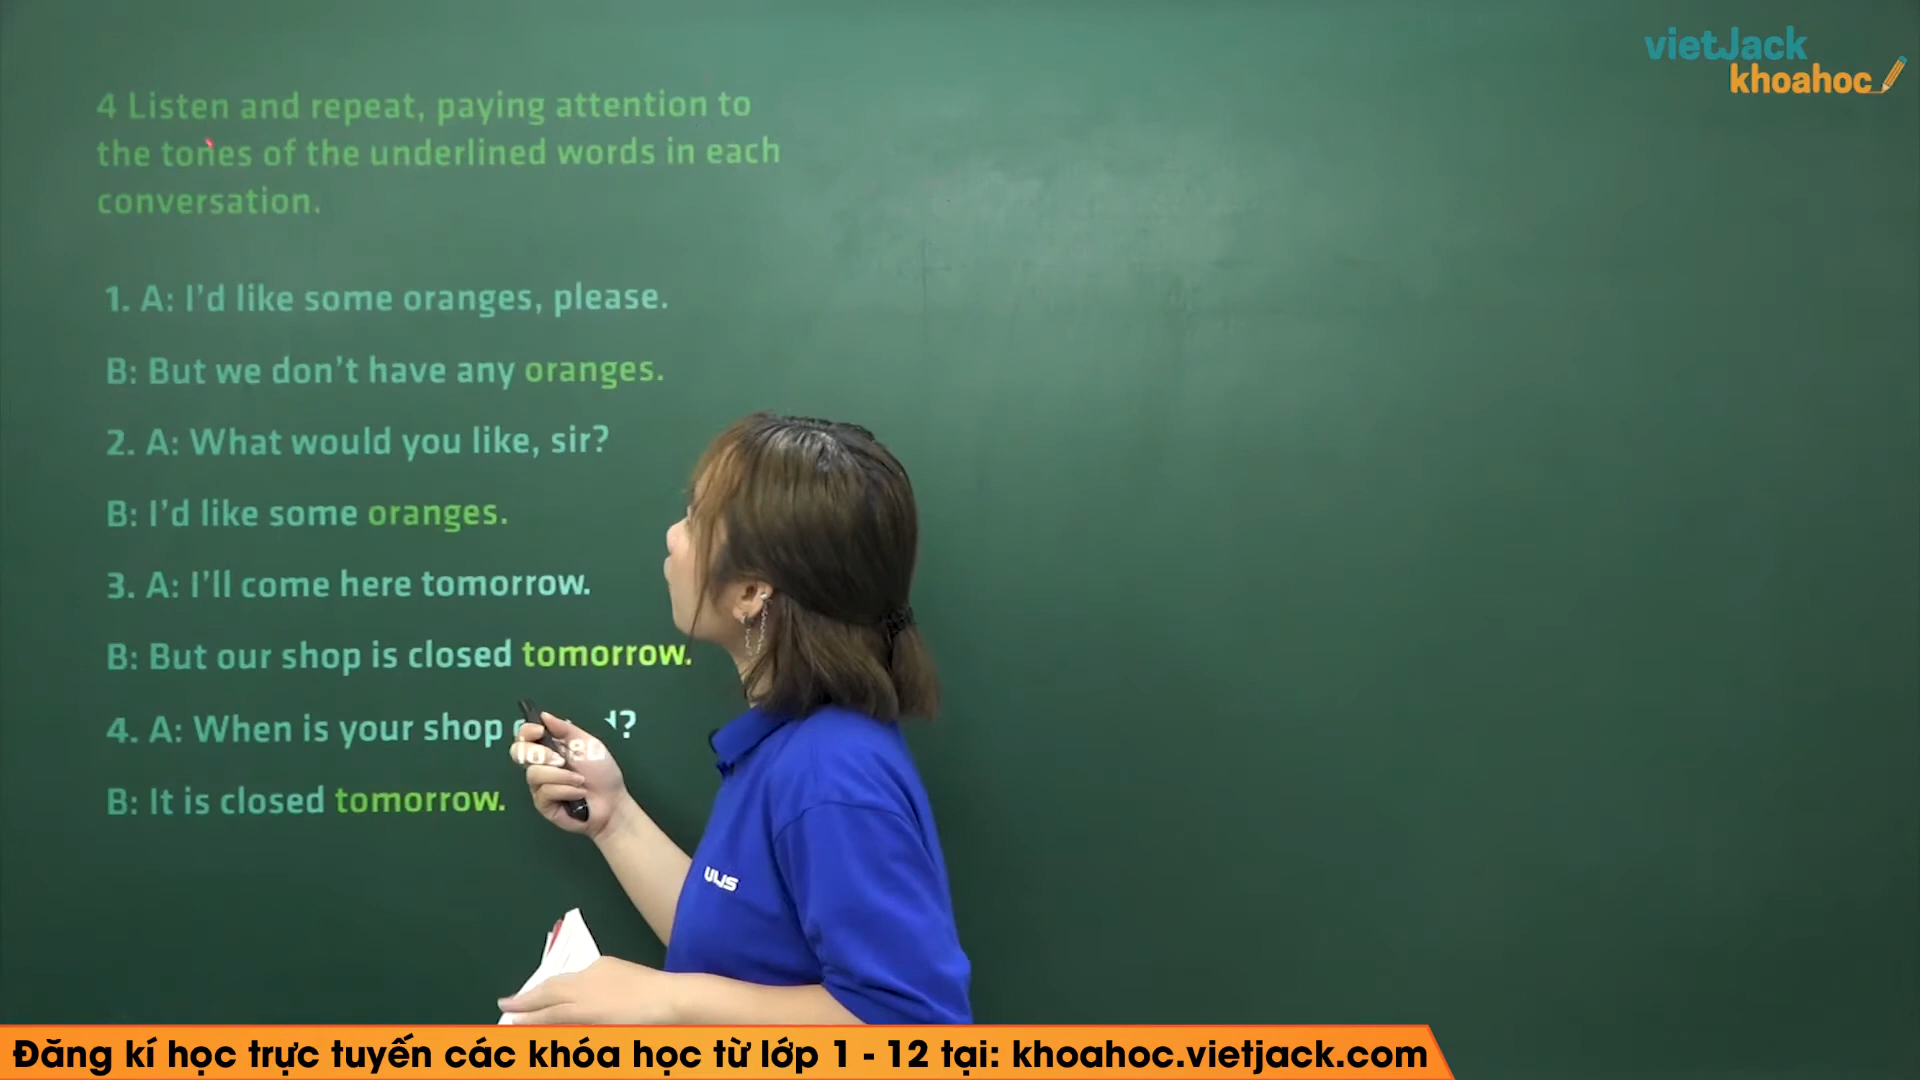 vietJack
khoahoc
4 Listen and repeat, paying attention to
the tones of the underlined words in each
conversation.
1. A: I'd like some oranges, please.
B: But we don't have any oranges.
2. A: What would you like, sir?
B: I'd like some oranges.
3. A: I'll come here tomorrow.
B: But our shop is closed tomorrow.
4. A: When is your shop closed?
B: It is closed tomorrow.
Đăng kí học trực tuyến các khóa học từ lớp 1 - 12 tại: khoahoc.vietjack.com